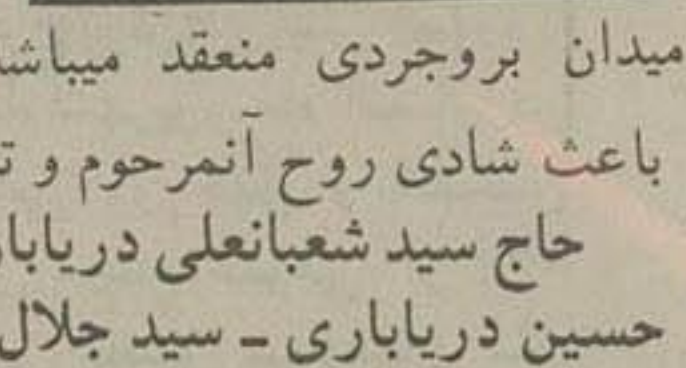 میدان بروجردی منعقد میباش
باعث شادی روح آنمرحوم و ت
حاج سید شعبانعلی دریابا
حسین دریاباری ـ سید جلال